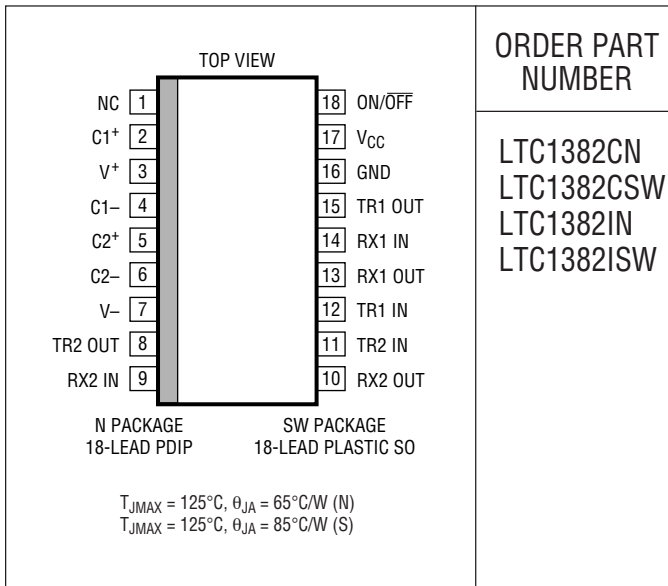 TOP VIEW
NC 1
C1+ 2
V+ 3
C1– 4
C2+ 5
C2– 6
V– 7
TR2 OUT 8
RX2 IN 9
18 ON/O̅F̅F̅
17 VCC
16 GND
15 TR1 OUT
14 RX1 IN
13 RX1 OUT
12 TR1 IN
11 TR2 IN
10 RX2 OUT
N PACKAGE
18-LEAD PDIP
SW PACKAGE
18-LEAD PLASTIC SO
TJMAX = 125°C, θJA = 65°C/W (N)
TJMAX = 125°C, θJA = 85°C/W (S)
ORDER PART
NUMBER
LTC1382CN
LTC1382CSW
LTC1382IN
LTC1382ISW